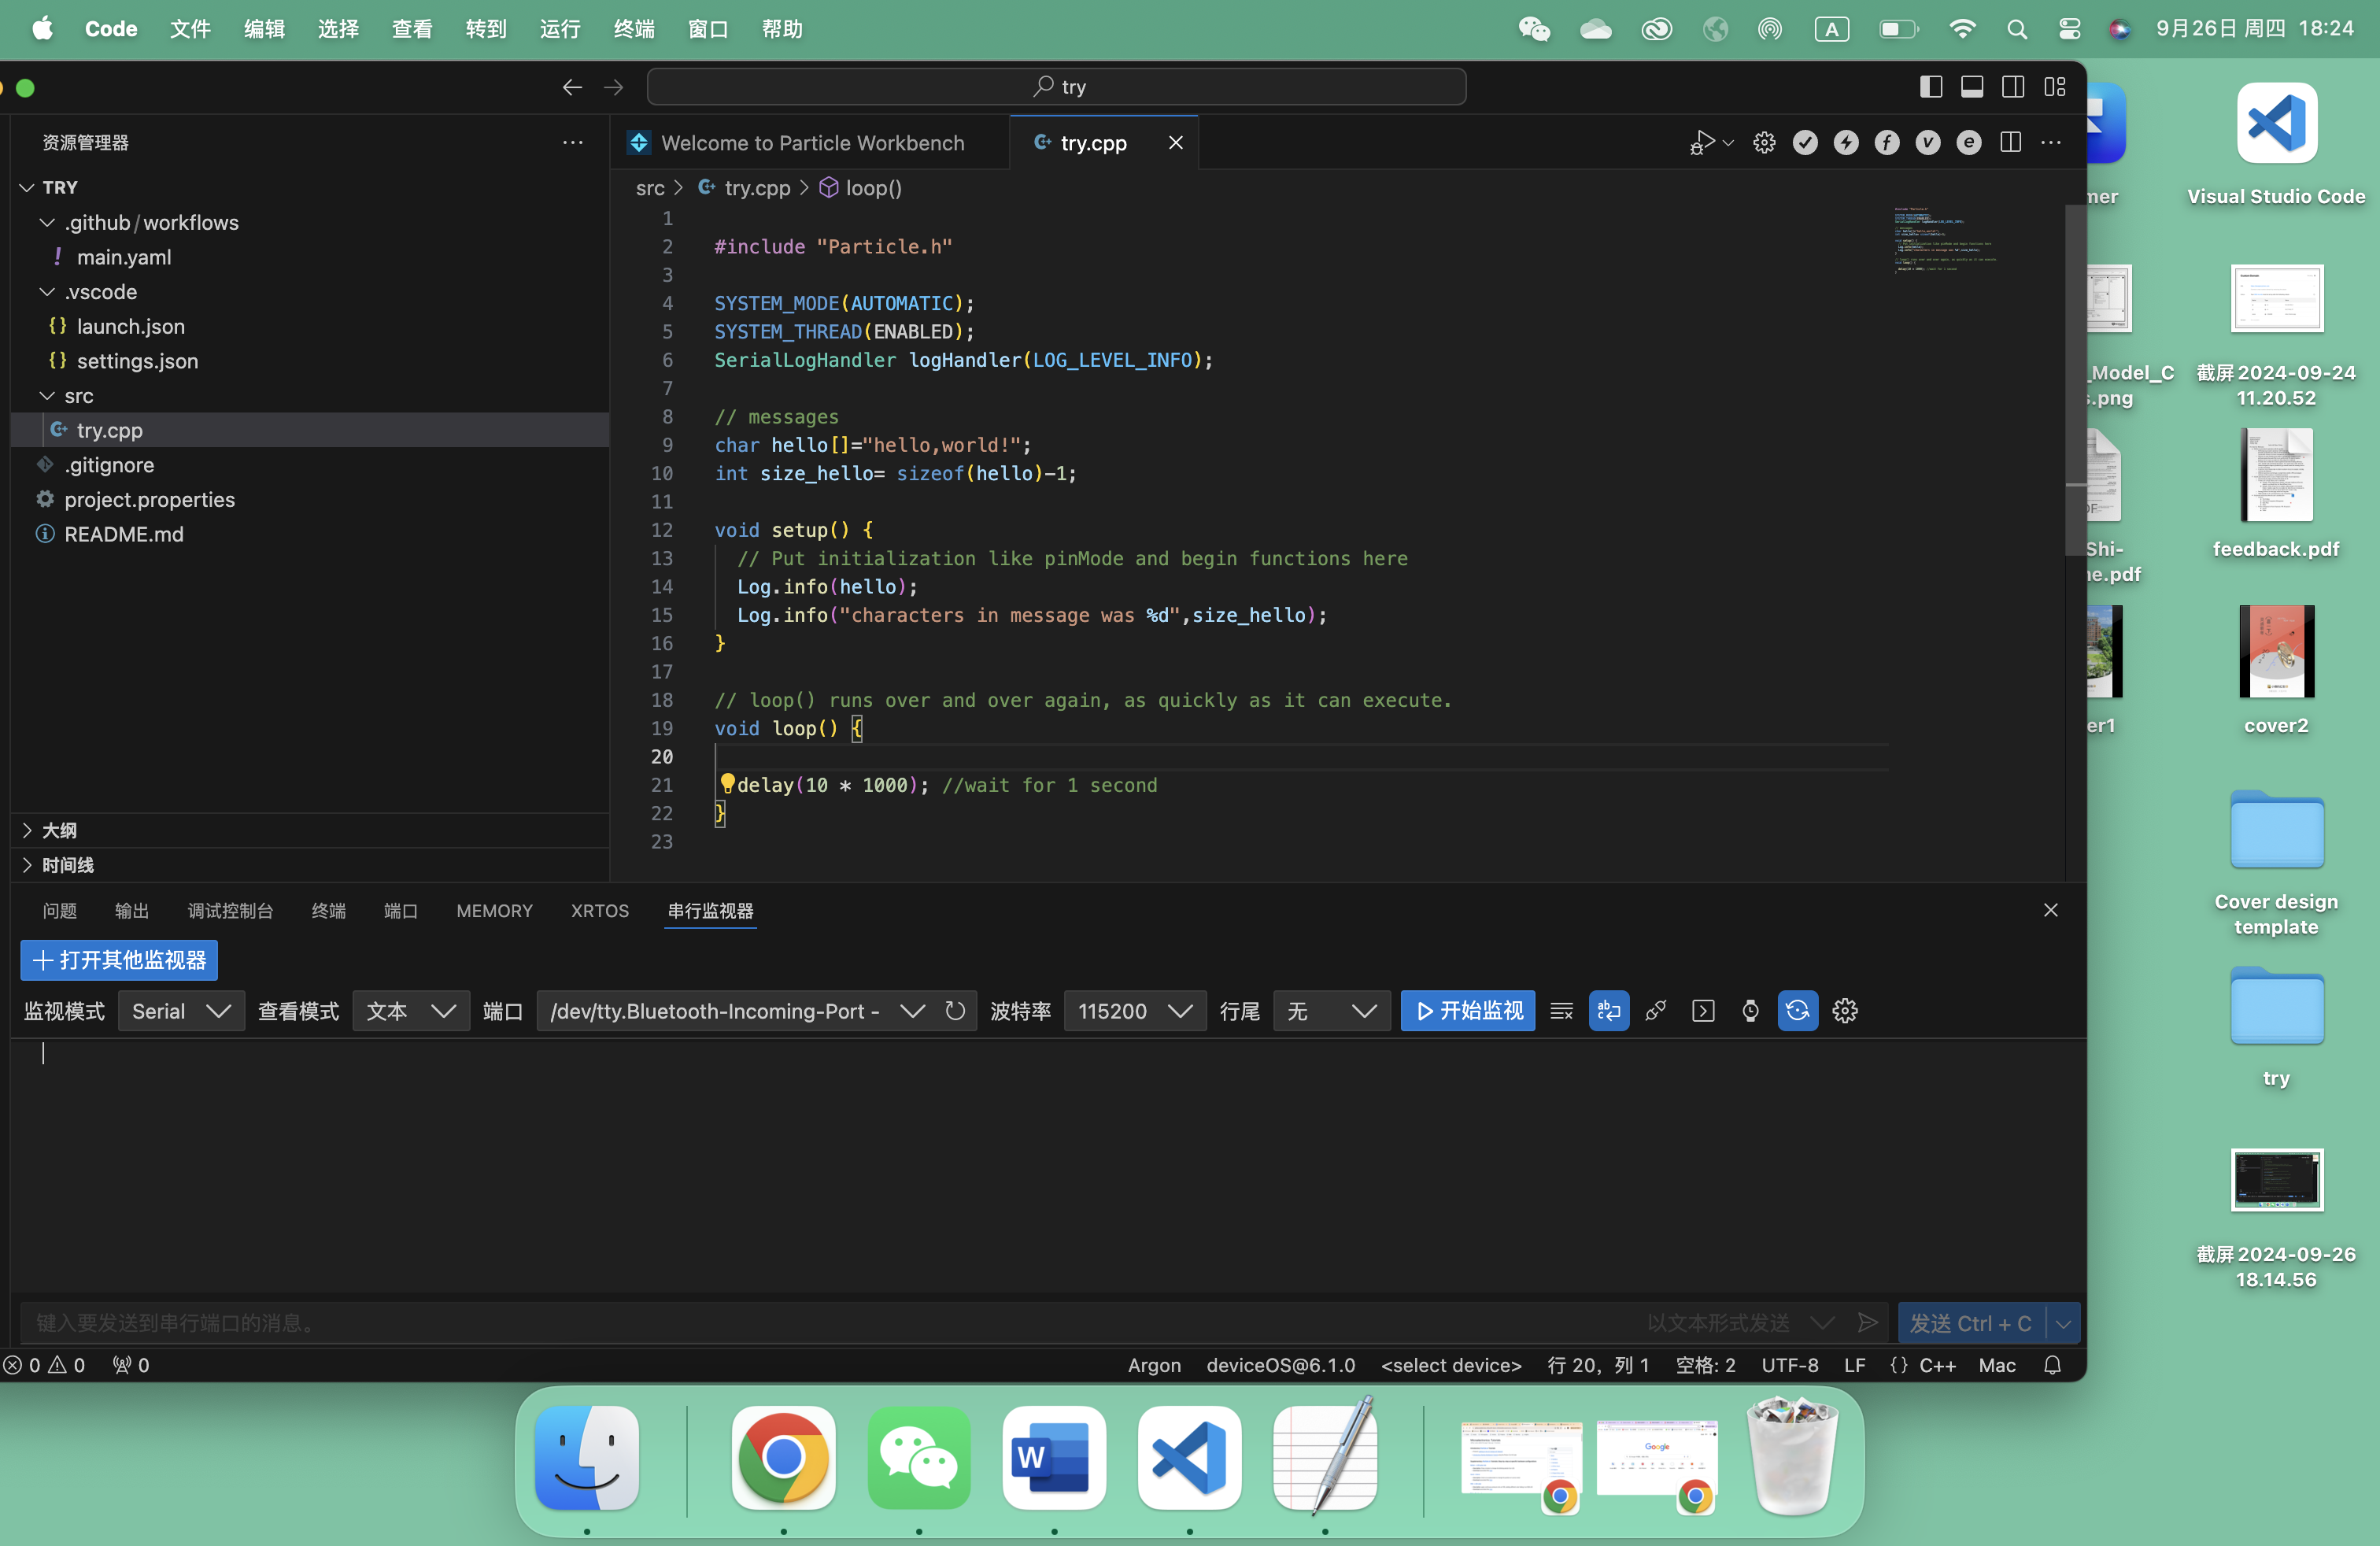 Code 文件 编辑 选择 查看 转到 运行 终端 窗口 帮助 A 9月26日 周四 18:24
try
资源管理器
TRY
.github/workflows
! main.yaml
.vscode
{} launch.json
{} settings.json
src
try.cpp
.gitignore
project.properties
README.md
大纲
时间线
Welcome to Particle Workbench
try.cpp
src > try.cpp > loop()
1
2 #include "Particle.h"
3
4 SYSTEM_MODE(AUTOMATIC);
5 SYSTEM_THREAD(ENABLED);
6 SerialLogHandler logHandler(LOG_LEVEL_INFO);
7
8 // messages
9 char hello[]="hello,world!";
10 int size_hello= sizeof(hello)-1;
11
12 void setup() {
13 // Put initialization like pinMode and begin functions here
14 Log.info(hello);
15 Log.info("characters in message was %d",size_hello);
16 }
17
18 // loop() runs over and over again, as quickly as it can execute.
19 void loop() {
20
21 delay(10 * 1000); //wait for 1 second
22 }
23
问题 输出 调试控制台 终端 端口 MEMORY XRTOS 串行监视器
打开其他监视器
监视模式 Serial 查看模式 文本 端口 /dev/tty.Bluetooth-Incoming-Port - 波特率 115200 行尾 无 开始监视
键入要发送到串行端口的消息。 以文本形式发送 发送 Ctrl + C
0 0 0 Argon deviceOS@6.1.0 <select device> 行 20，列 1 空格: 2 UTF-8 LF {} C++ Mac
mer
Visual Studio Code
_Model_C
s.png
截屏2024-09-24
11.20.52
Shi-
ne.pdf
feedback.pdf
er1
cover2
Cover design
template
try
截屏2024-09-26
18.14.56
W
Google